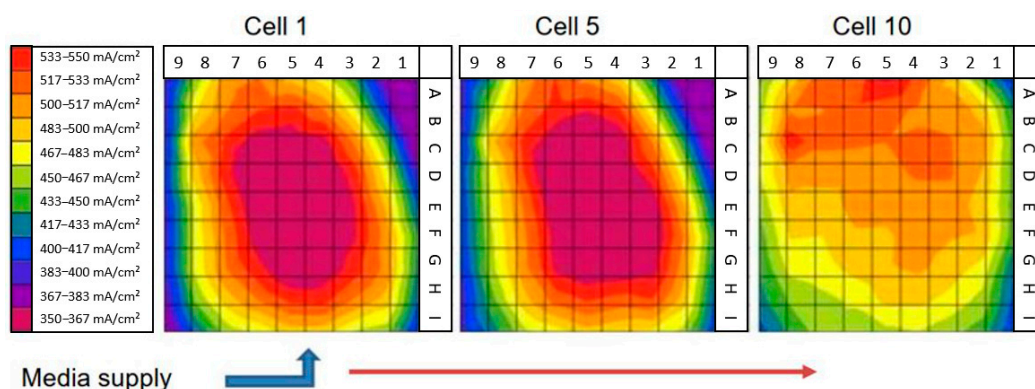 Cell 1
Cell 5
Cell 10
533–550 mA/cm²
517–533 mA/cm²
500–517 mA/cm²
483–500 mA/cm²
467–483 mA/cm²
450–467 mA/cm²
433–450 mA/cm²
417–433 mA/cm²
400–417 mA/cm²
383–400 mA/cm²
367–383 mA/cm²
350–367 mA/cm²
9 8 7 6 5 4 3 2 1
A
B
C
D
E
F
G
H
I
9 8 7 6 5 4 3 2 1
A
B
C
D
E
F
G
H
I
9 8 7 6 5 4 3 2 1
A
B
C
D
E
F
G
H
I
Media supply